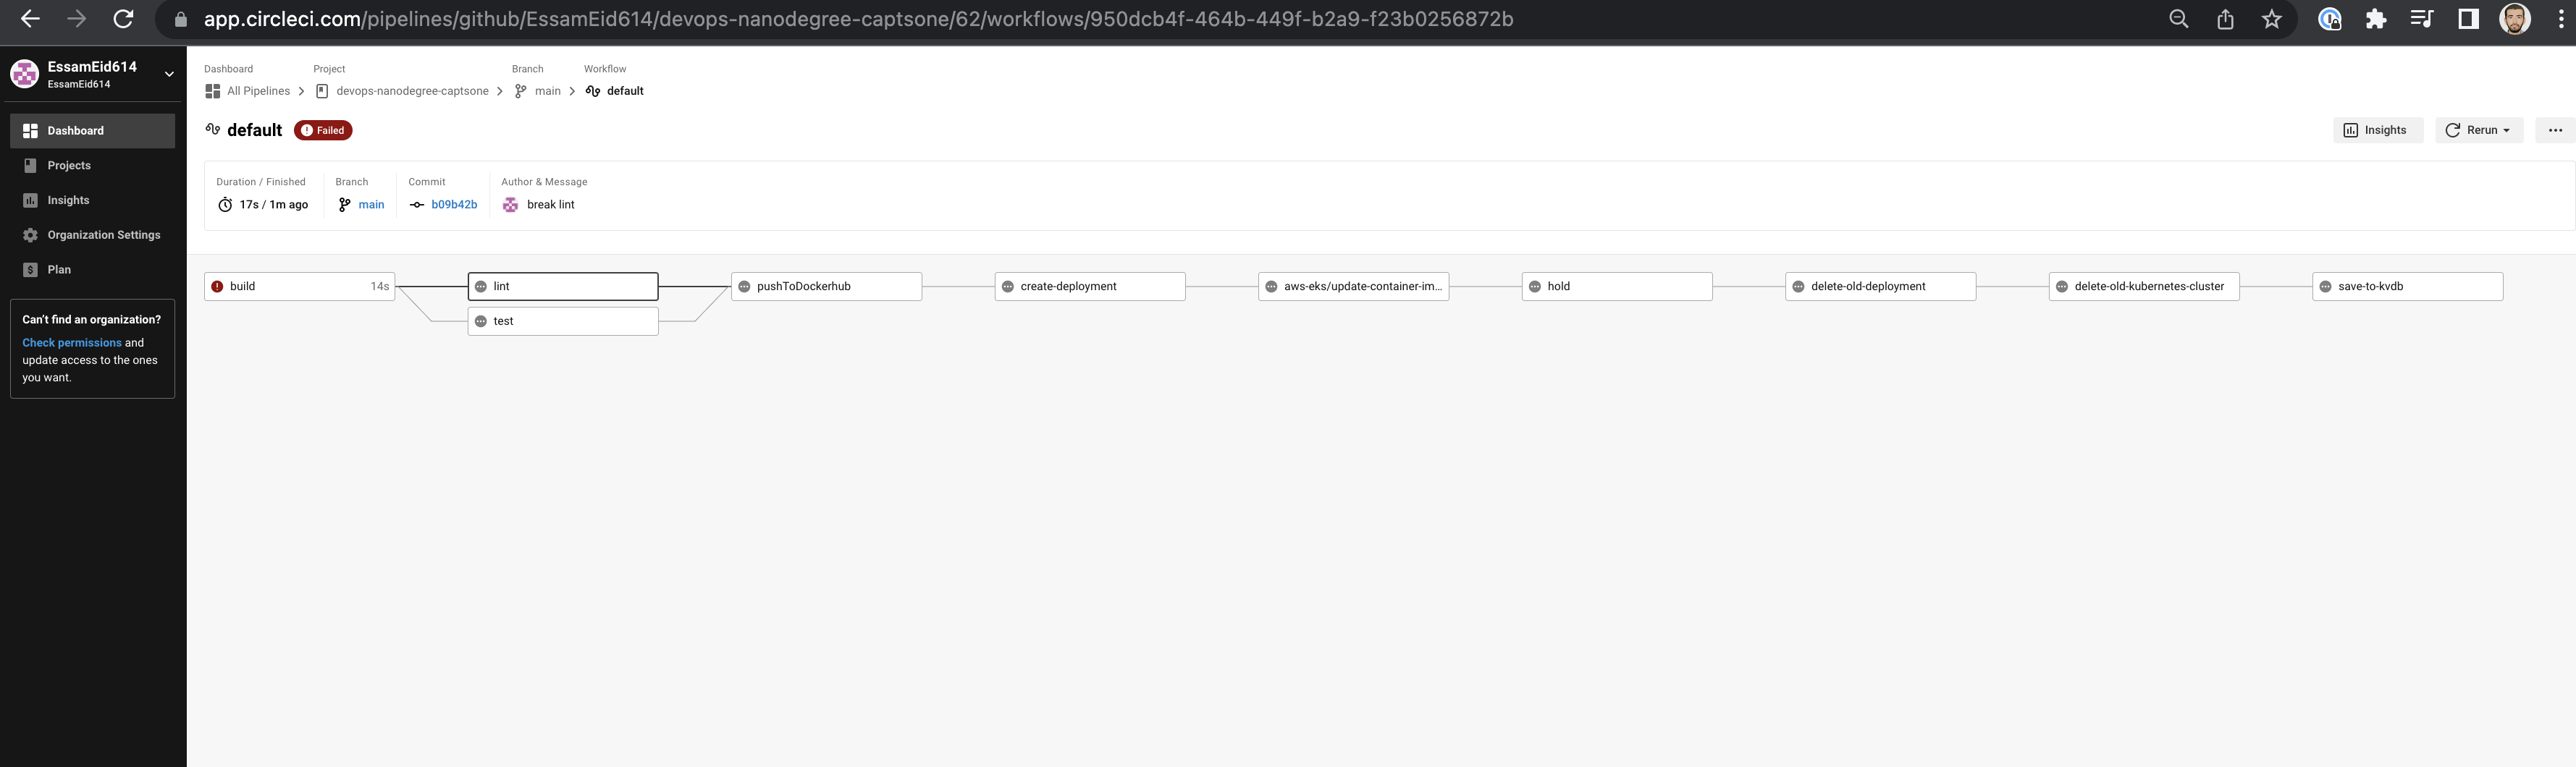 app.circleci.com/pipelines/github/EssamEid614/devops-nanodegree-captsone/62/workflows/950dcb4f-464b-449f-b2a9-f23b0256872b
EssamEid614
EssamEid614
Dashboard
Projects
Insights
Organization Settings
Plan
Can't find an organization?
Check permissions and
update access to the ones
you want.
Dashboard Project Branch Workflow
All Pipelines devops-nanodegree-captsone main default
default Failed
Insights Rerun
Duration / Finished Branch Commit Author & Message
17s / 1m ago main b09b42b break lint
build 14s lint pushToDockerhub create-deployment aws-eks/update-container-im... hold delete-old-deployment delete-old-kubernetes-cluster save-to-kvdb
test